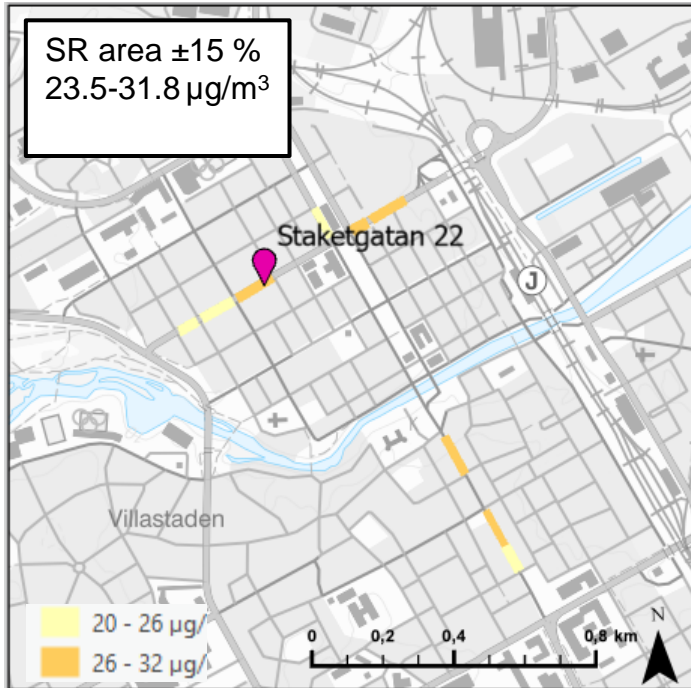 SR area ±15 %
23.5-31.8 µg/m³
Staketgatan 22
J
Villastaden
20 - 26 µg/
26 - 32 µg/
0 0,2 0,4 0,8 km
N